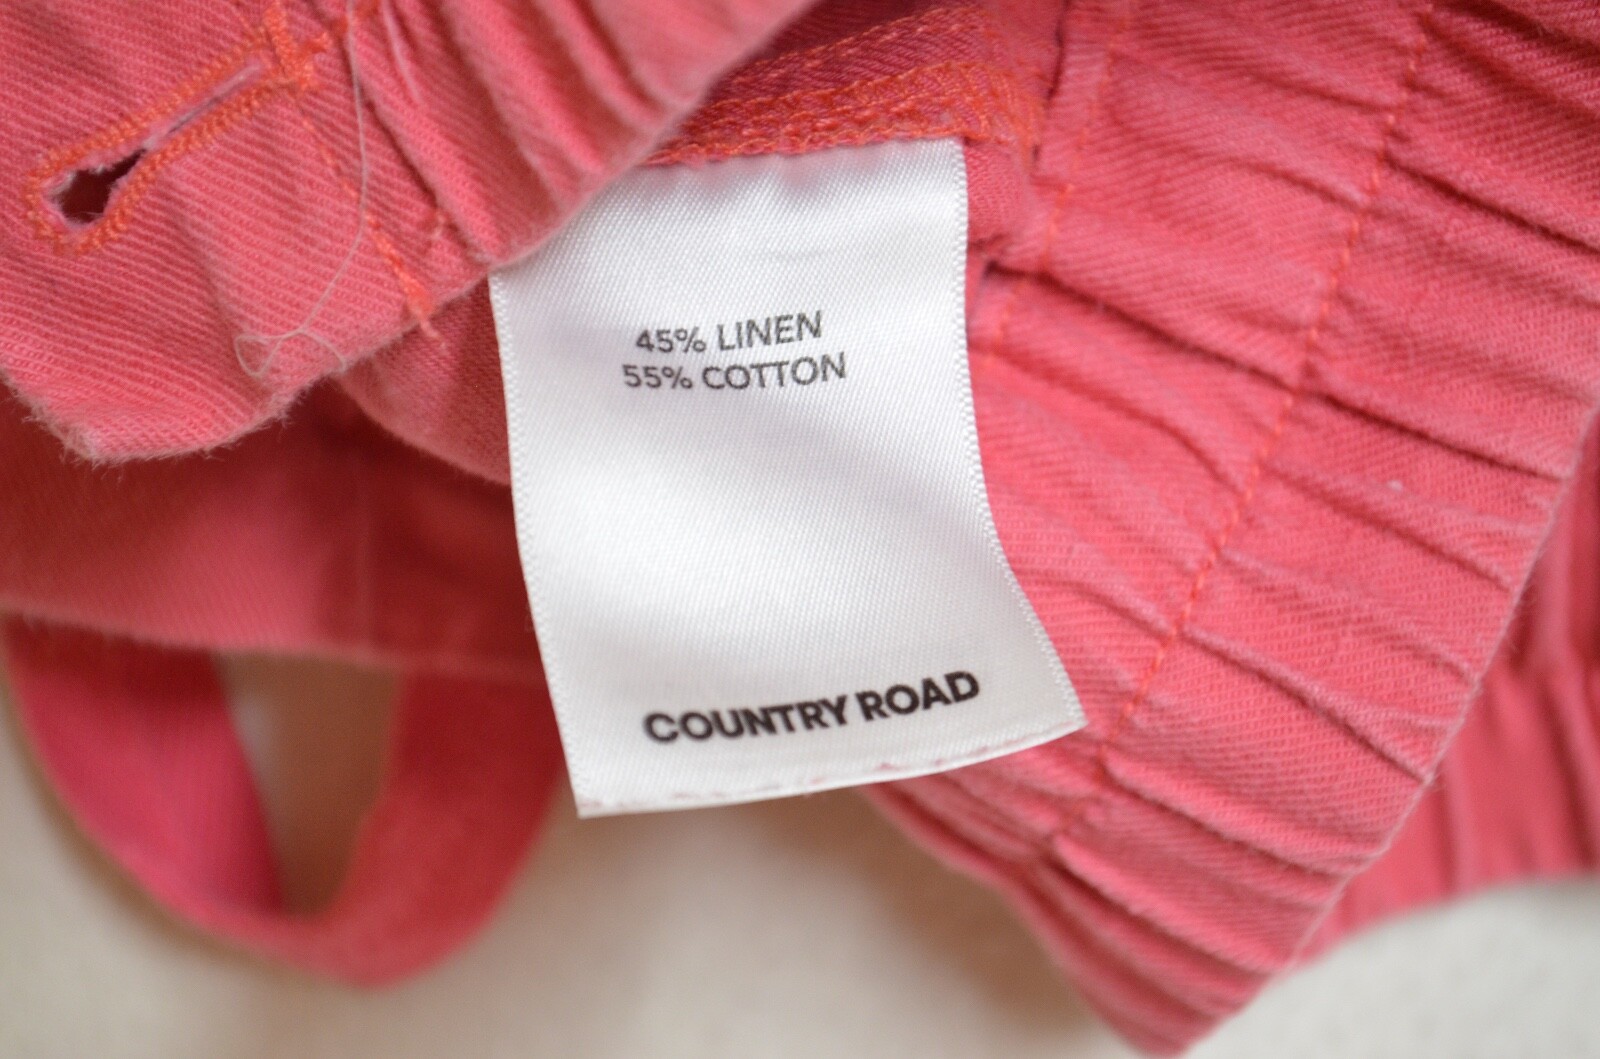 45% LINEN
55% COTTON
COUNTRY ROAD